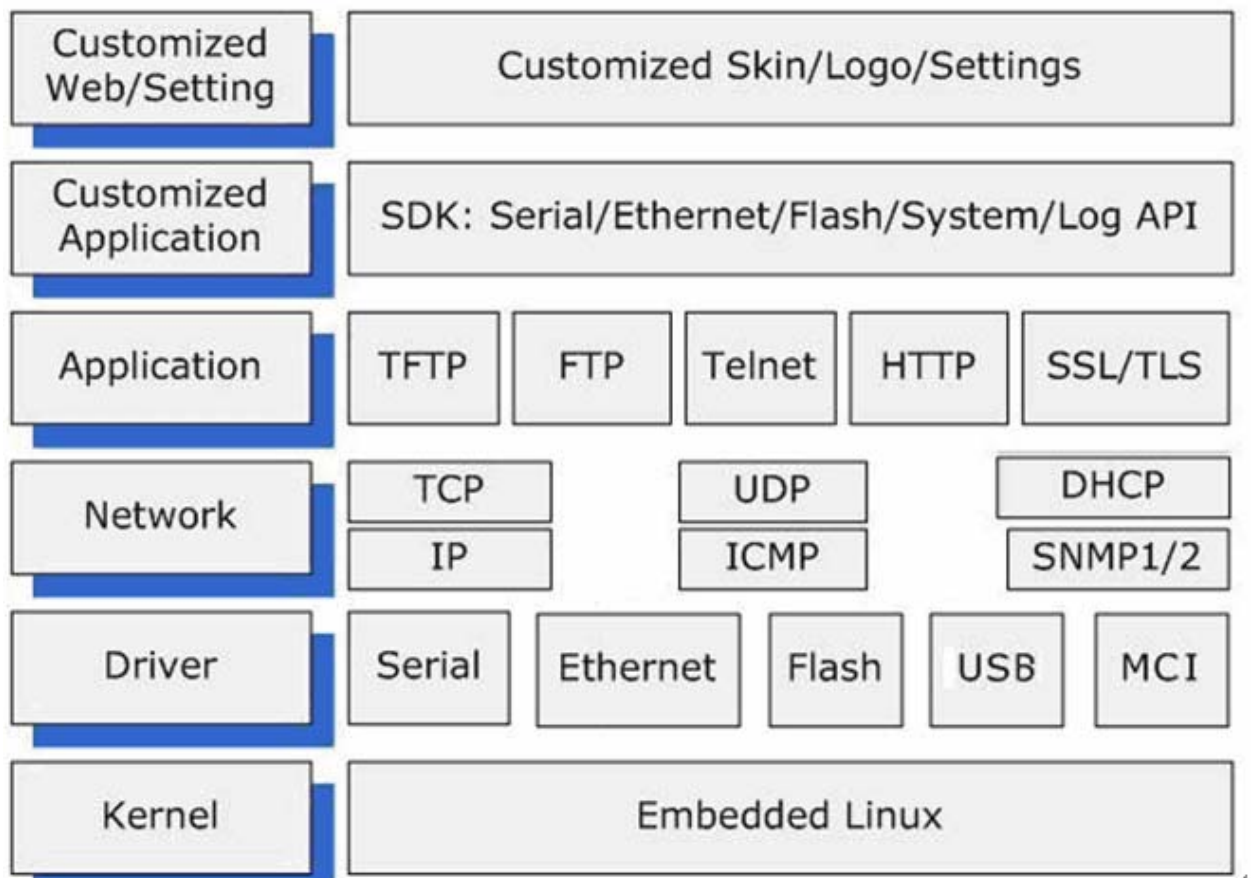 Customized
Web/Setting
Customized Skin/Logo/Settings
Customized
Application
SDK: Serial/Ethernet/Flash/System/Log API
Application
TFTP
FTP
Telnet
HTTP
SSL/TLS
Network
TCP
UDP
DHCP
IP
ICMP
SNMP1/2
Driver
Serial
Ethernet
Flash
USB
MCI
Kernel
Embedded Linux